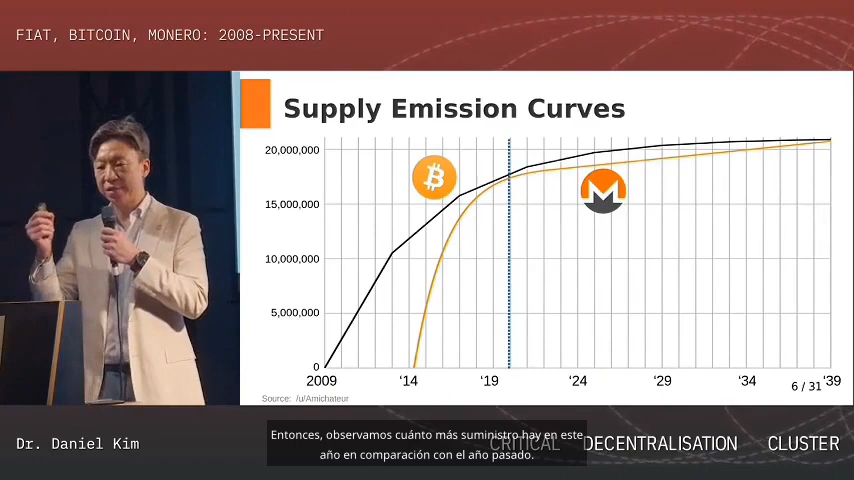 FIAT, BITCOIN, MONERO: 2008-PRESENT
Supply Emission Curves
20,000,000
15,000,000
10,000,000
5,000,000
0
2009 '14 '19 '24 '29 '34 '39
6 / 31
Source: /u/Amichateur
Dr. Daniel Kim
CRITICAL DECENTRALISATION CLUSTER
Entonces, observamos cuánto más suministro hay en este
año en comparación con el año pasado.